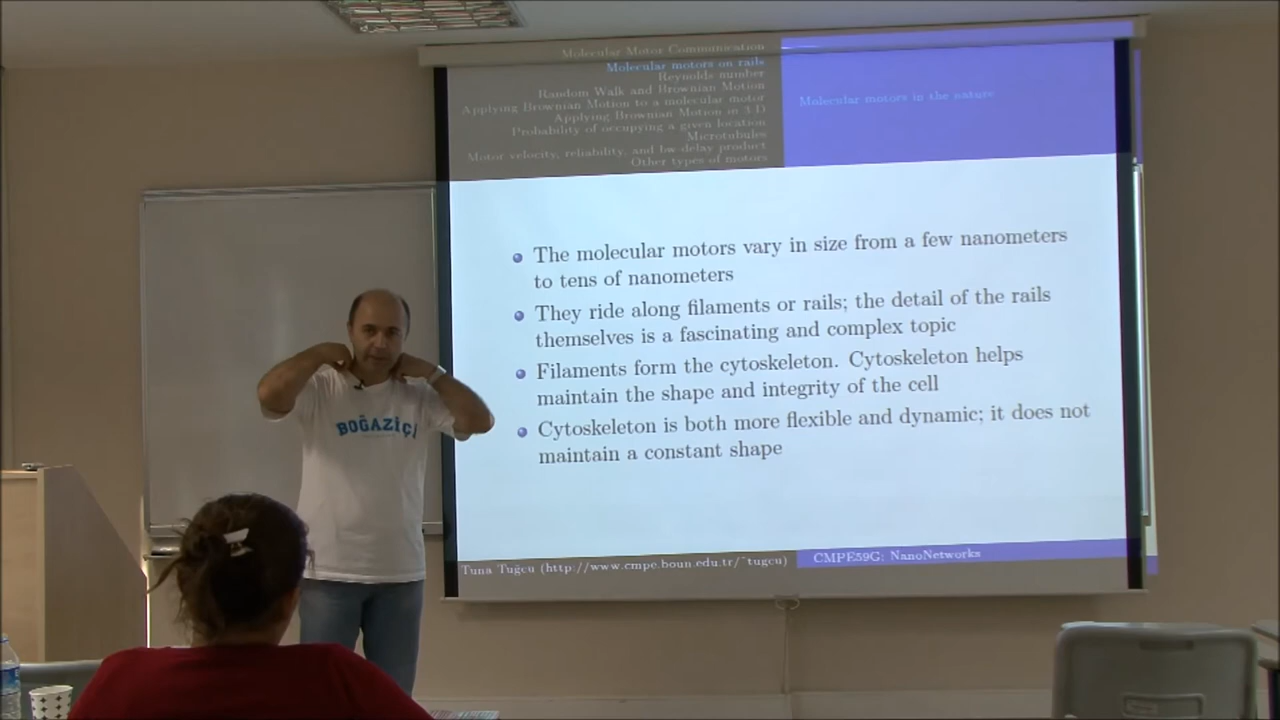 Molecular Motor Communication
Molecular motors on rails
Reynolds number
Random Walk and Brownian Motion
Applying Brownian Motion to a molecular motor
Applying Brownian Motion in 3-D
Probability of occupying a given location
Microtubules
Motor velocity, reliability, and bw-delay product
Other types of motors
Molecular motors in the nature
The molecular motors vary in size from a few nanometers
to tens of nanometers
They ride along filaments or rails; the detail of the rails
themselves is a fascinating and complex topic
Filaments form the cytoskeleton. Cytoskeleton helps
maintain the shape and integrity of the cell
Cytoskeleton is both more flexible and dynamic; it does not
maintain a constant shape
BOĞAZİÇİ
Tuna Tuğcu (http://www.cmpe.boun.edu.tr/~tugcu)
CMPE59G: NanoNetworks